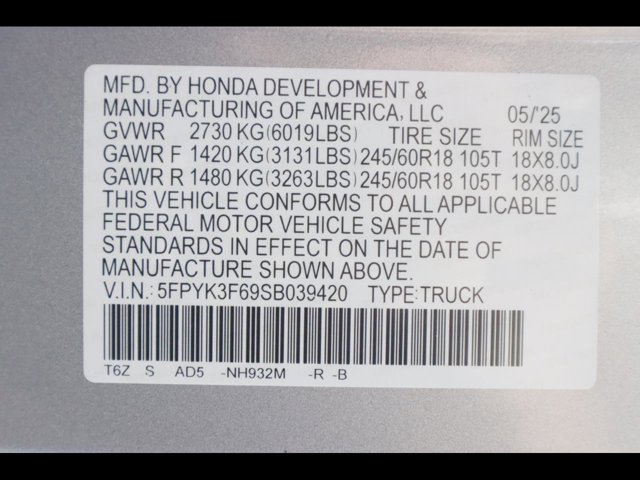 MFD. BY HONDA DEVELOPMENT &
MANUFACTURING OF AMERICA, LLC 05/'25
GVWR 2730 KG(6019LBS) TIRE SIZE RIM SIZE
GAWR F 1420 KG(3131LBS) 245/60R18 105T 18X8.0J
GAWR R 1480 KG(3263LBS) 245/60R18 105T 18X8.0J
THIS VEHICLE CONFORMS TO ALL APPLICABLE
FEDERAL MOTOR VEHICLE SAFETY
STANDARDS IN EFFECT ON THE DATE OF
MANUFACTURE SHOWN ABOVE.
V.I.N.: 5FPYK3F69SB039420 TYPE:TRUCK
T6Z S AD5 -NH932M -R -B